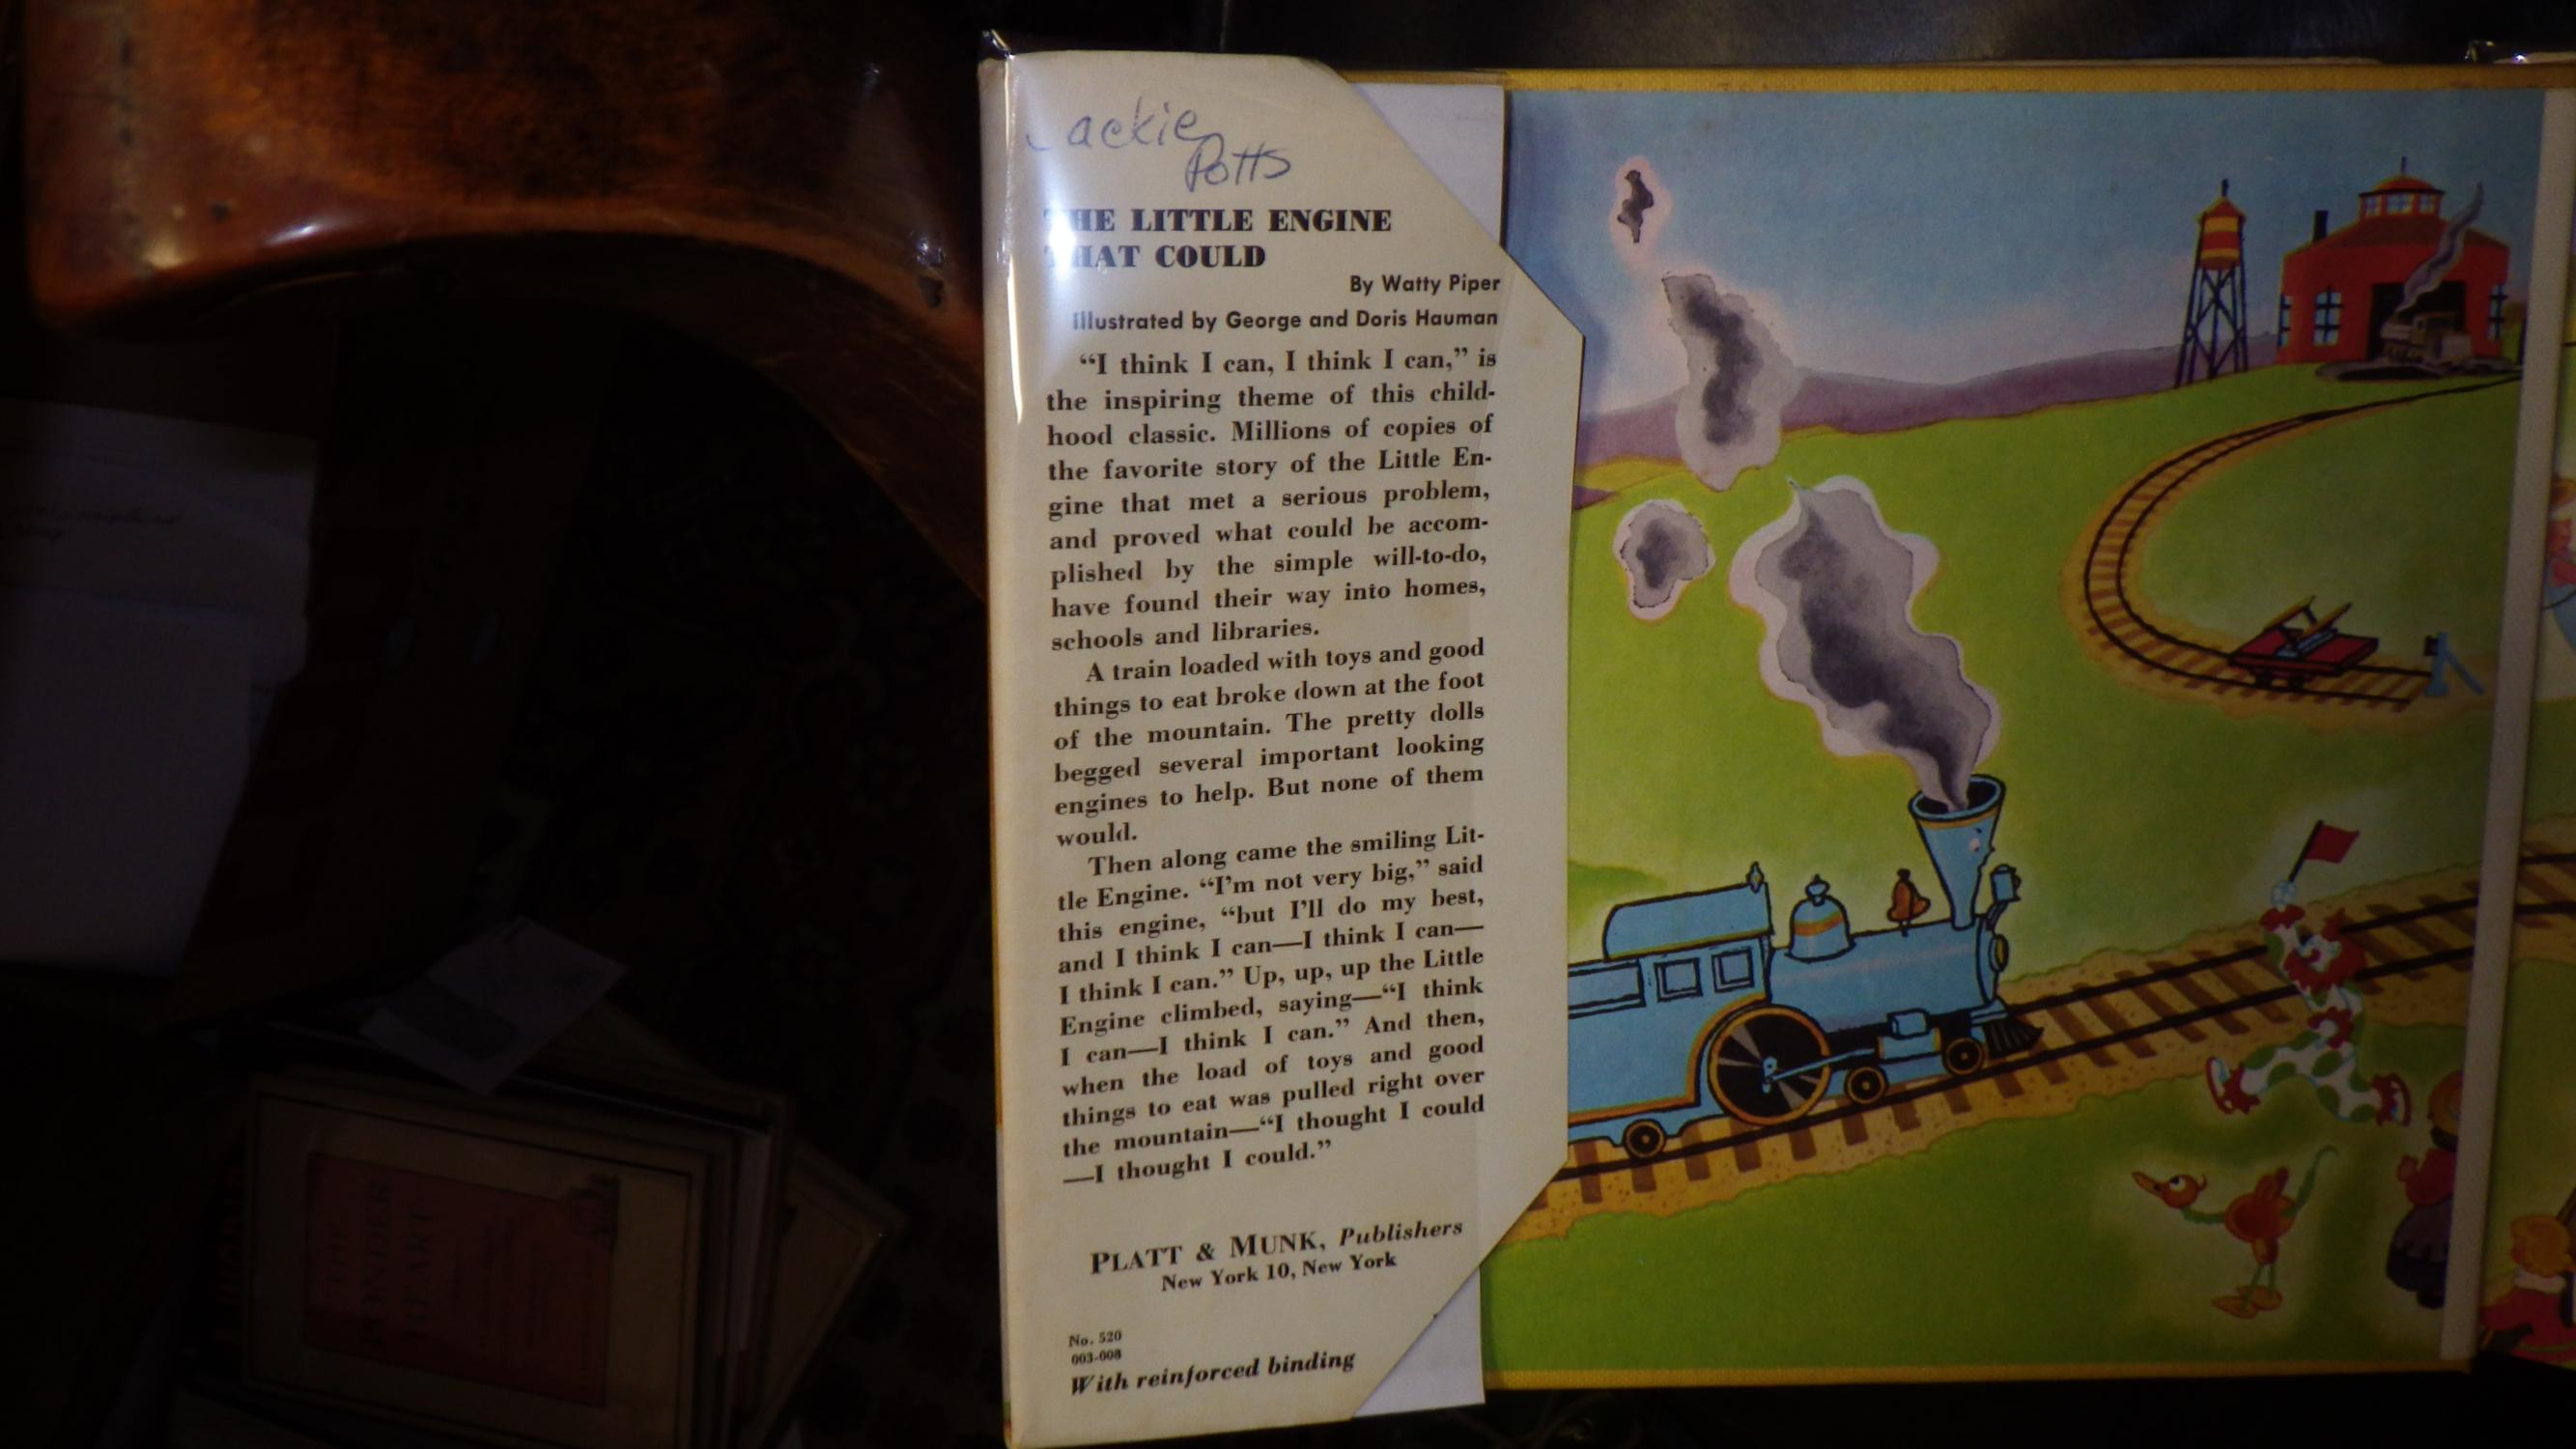 Jackie
Potts
THE LITTLE ENGINE
THAT COULD
By Watty Piper
Illustrated by George and Doris Hauman
“I think I can, I think I can,” is
the inspiring theme of this child-
hood classic. Millions of copies of
the favorite story of the Little En-
gine that met a serious problem,
and proved what could be accom-
plished by the simple will-to-do,
have found their way into homes,
schools and libraries.
A train loaded with toys and good
things to eat broke down at the foot
of the mountain. The pretty dolls
begged several important looking
engines to help. But none of them
would.
Then along came the smiling Lit-
tle Engine. “I’m not very big,” said
this engine, “but I’ll do my best,
and I think I can—I think I can—
I think I can.” Up, up, up the Little
Engine climbed, saying—“I think
I can—I think I can.” And then,
when the load of toys and good
things to eat was pulled right over
the mountain—“I thought I could
—I thought I could.”
PLATT & MUNK, Publishers
New York 10, New York
No. 520
003-008
With reinforced binding